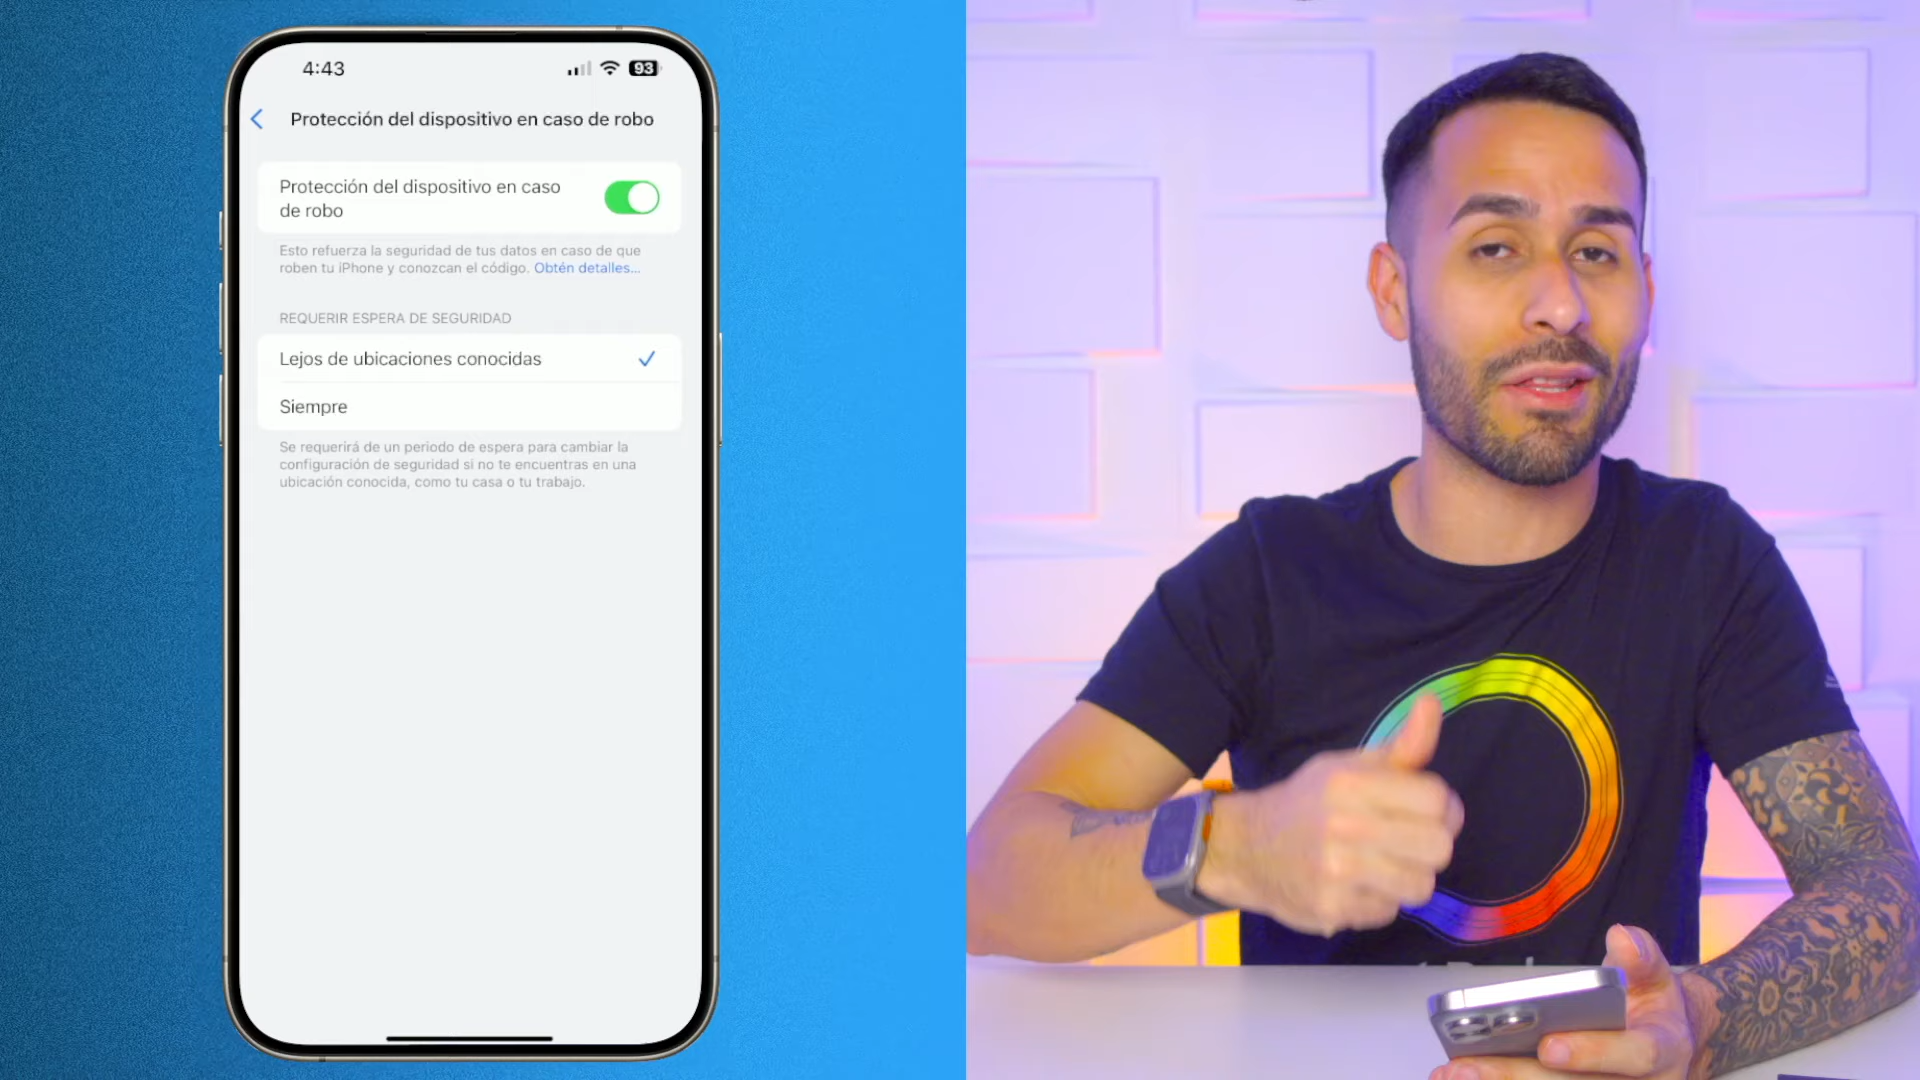 4:43
93
Protección del dispositivo en caso de robo
Protección del dispositivo en caso
de robo
Esto refuerza la seguridad de tus datos en caso de que
roben tu iPhone y conozcan el código. Obtén detalles...
REQUERIR ESPERA DE SEGURIDAD
Lejos de ubicaciones conocidas
Siempre
Se requerirá de un periodo de espera para cambiar la
configuración de seguridad si no te encuentras en una
ubicación conocida, como tu casa o tu trabajo.